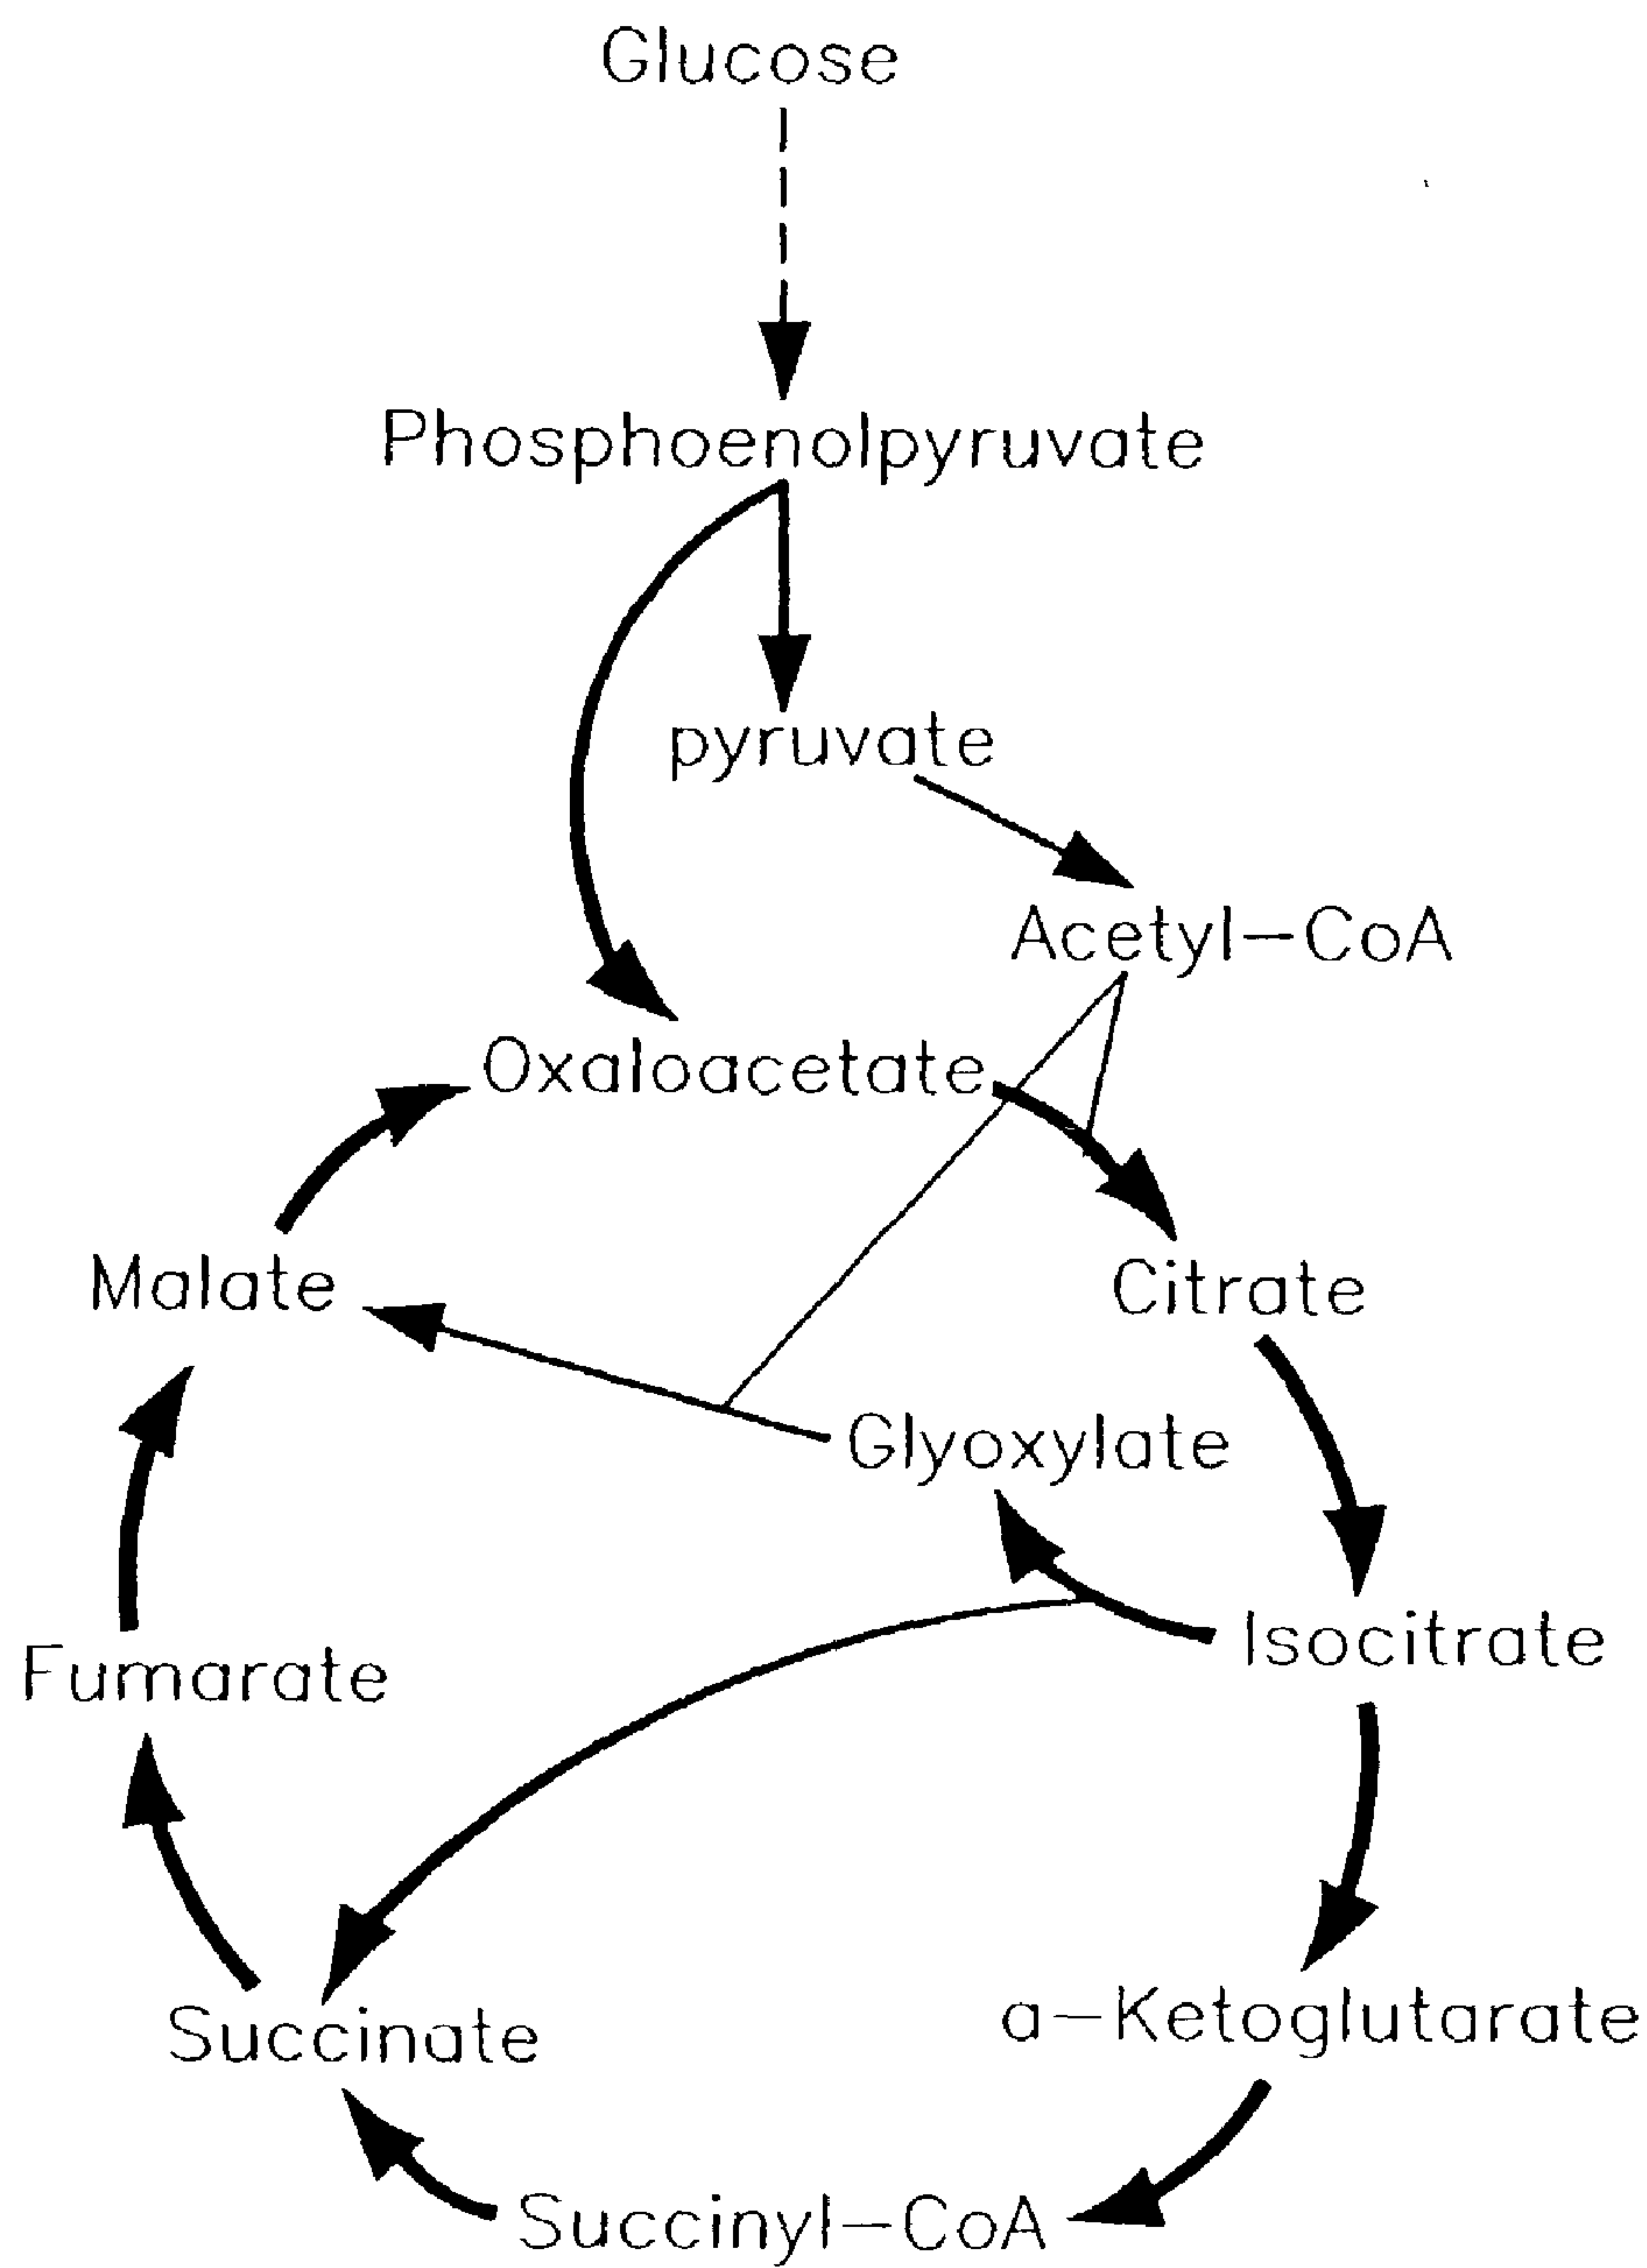 Glucose
Phosphoenolpyruvate
pyruvate
Acetyl-CoA
Oxaloacetate
Malate
Citrate
Glyoxylate
Isocitrate
Fumarate
a-Ketoglutarate
Succinate
Succinyl-CoA